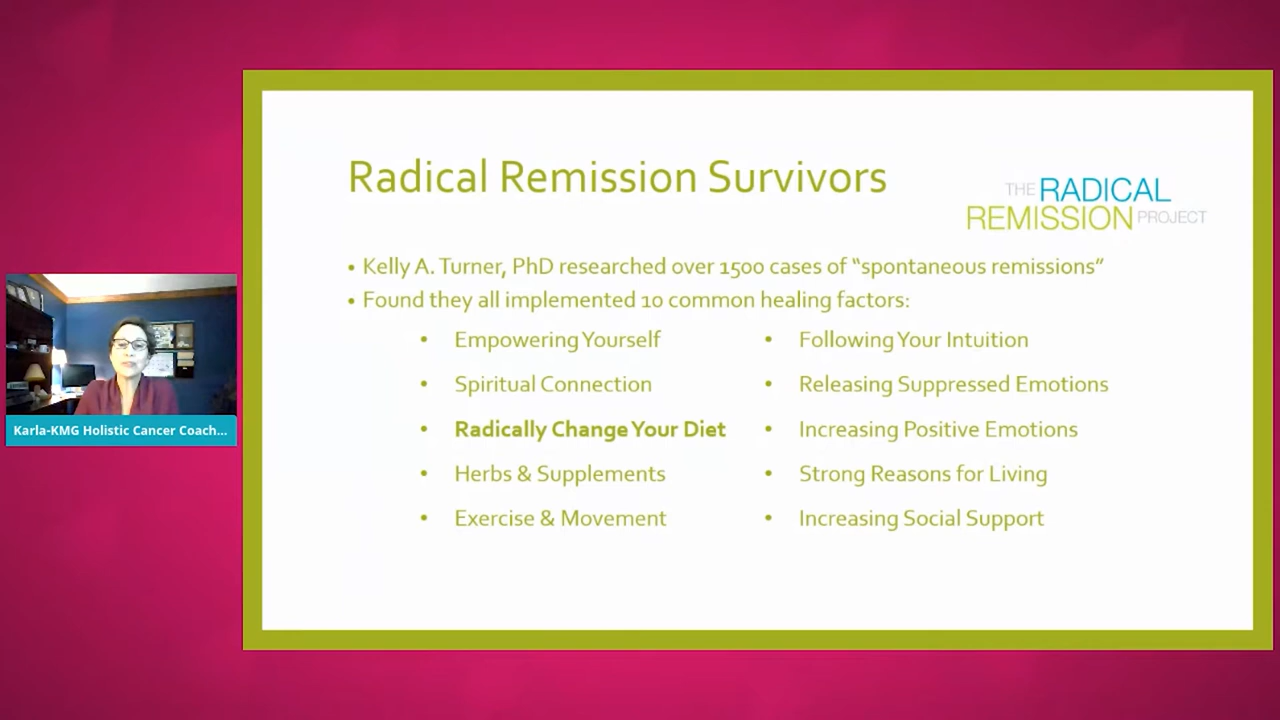 Radical Remission Survivors
THE RADICAL
REMISSION PROJECT
• Kelly A. Turner, PhD researched over 1500 cases of “spontaneous remissions”
• Found they all implemented 10 common healing factors:
• Empowering Yourself
• Spiritual Connection
• Radically Change Your Diet
• Herbs & Supplements
• Exercise & Movement
• Following Your Intuition
• Releasing Suppressed Emotions
• Increasing Positive Emotions
• Strong Reasons for Living
• Increasing Social Support
Karla-KMG Holistic Cancer Coach...